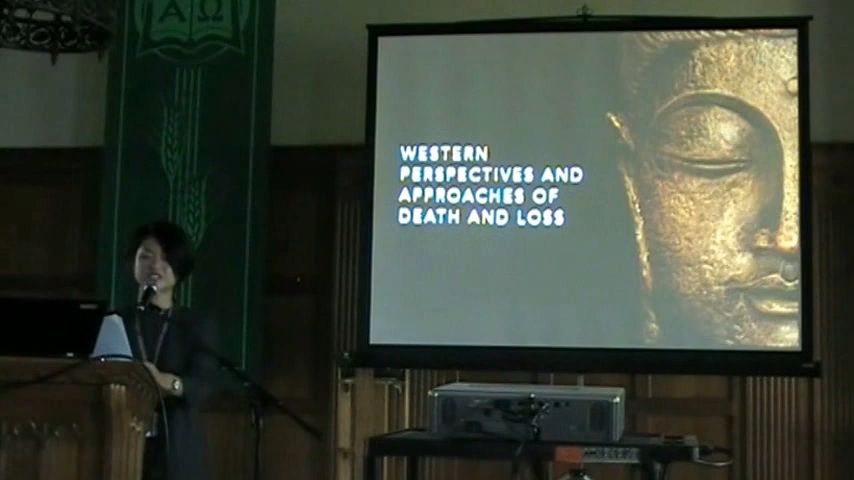 Α Ω
WESTERN
PERSPECTIVES AND
APPROACHES OF
DEATH AND LOSS